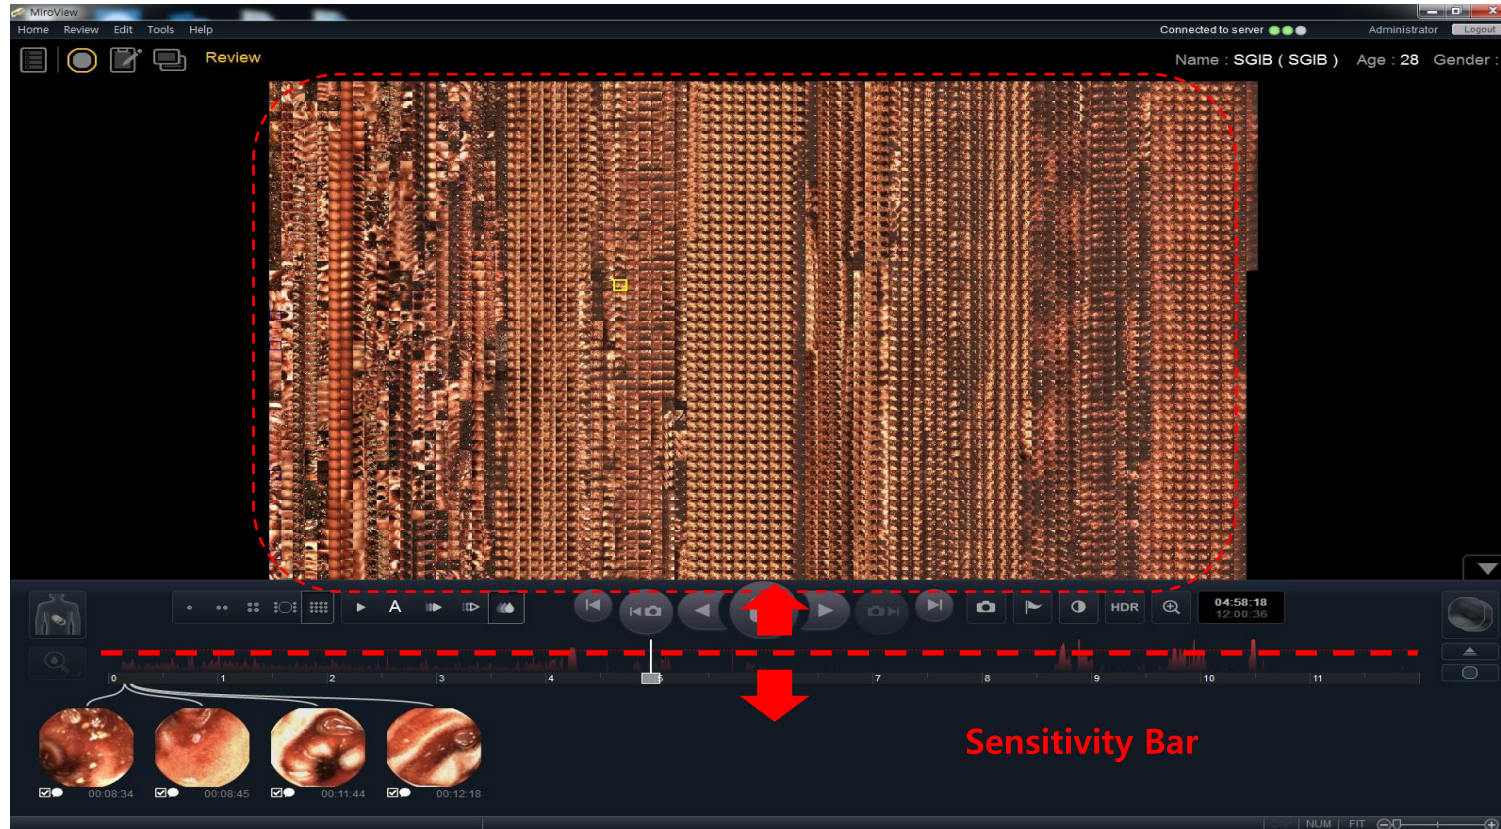 MiroView
Home Review Edit Tools Help
Connected to server
Administrator
Logout
Review
Name : SGIB ( SGIB ) Age : 28 Gender :
A
HDR
04:58:18
12:00:36
0 1 2 3 4 5 7 8 9 10 11
Sensitivity Bar
00:08:34 00:08:45 00:11:44 00:12:18
NUM FIT